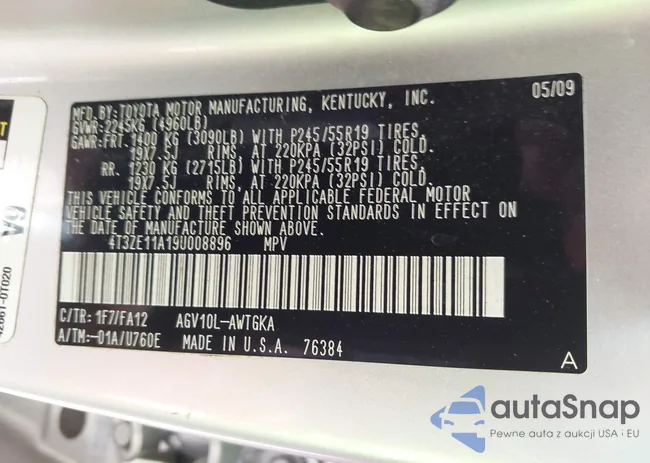 MFD.BY:TOYOTA MOTOR MANUFACTURING, KENTUCKY, INC. 05/09
GVWR:2245KG (4960LB)
GAWR:FRT.1400 KG (3090LB) WITH P245/55R19 TIRES,
19X7.5J RIMS, AT 220KPA (32PSI) COLD.
RR. 1230 KG (2715LB) WITH P245/55R19 TIRES,
19X7.5J RIMS, AT 220KPA (32PSI) COLD.
THIS VEHICLE CONFORMS TO ALL APPLICABLE FEDERAL MOTOR
VEHICLE SAFETY AND THEFT PREVENTION STANDARDS IN EFFECT ON
THE DATE OF MANUFACTURE SHOWN ABOVE.
4T3ZE11A19U008896 MPV
C/TR: 1F7/FA12 AGV10L-AWTGKA
A/TM:-01A/U760E MADE IN U.S.A. 76384
A
V9
42661-0T020
autaSnap
Pewne auta z aukcji USA i EU